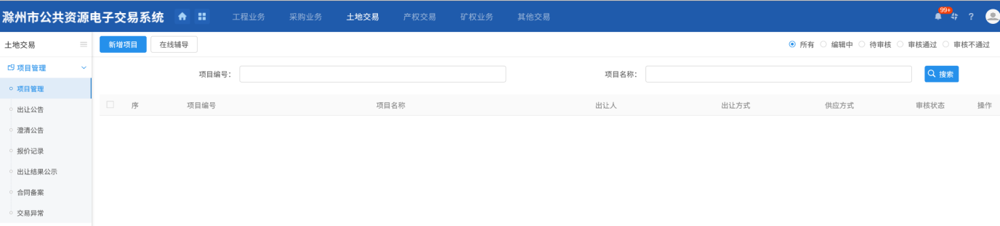 滁州市公共资源电子交易系统 工程业务 采购业务 土地交易 产权交易 矿权业务 其他交易 99+ ?
土地交易 新增项目 在线辅导 所有 编辑中 待审核 审核通过 审核不通过
项目管理 项目编号： 项目名称： 搜索
项目管理
序 项目编号 项目名称 出让人 出让方式 供应方式 审核状态 操作
出让公告
澄清公告
报价记录
出让结果公示
合同备案
交易异常